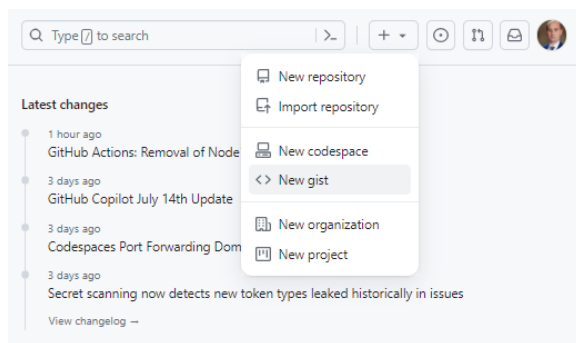 Type / to search
New repository
Import repository
New codespace
New gist
New organization
New project
Latest changes
1 hour ago
GitHub Actions: Removal of Node
3 days ago
GitHub Copilot July 14th Update
3 days ago
Codespaces Port Forwarding Dom
3 days ago
Secret scanning now detects new token types leaked historically in issues
View changelog →